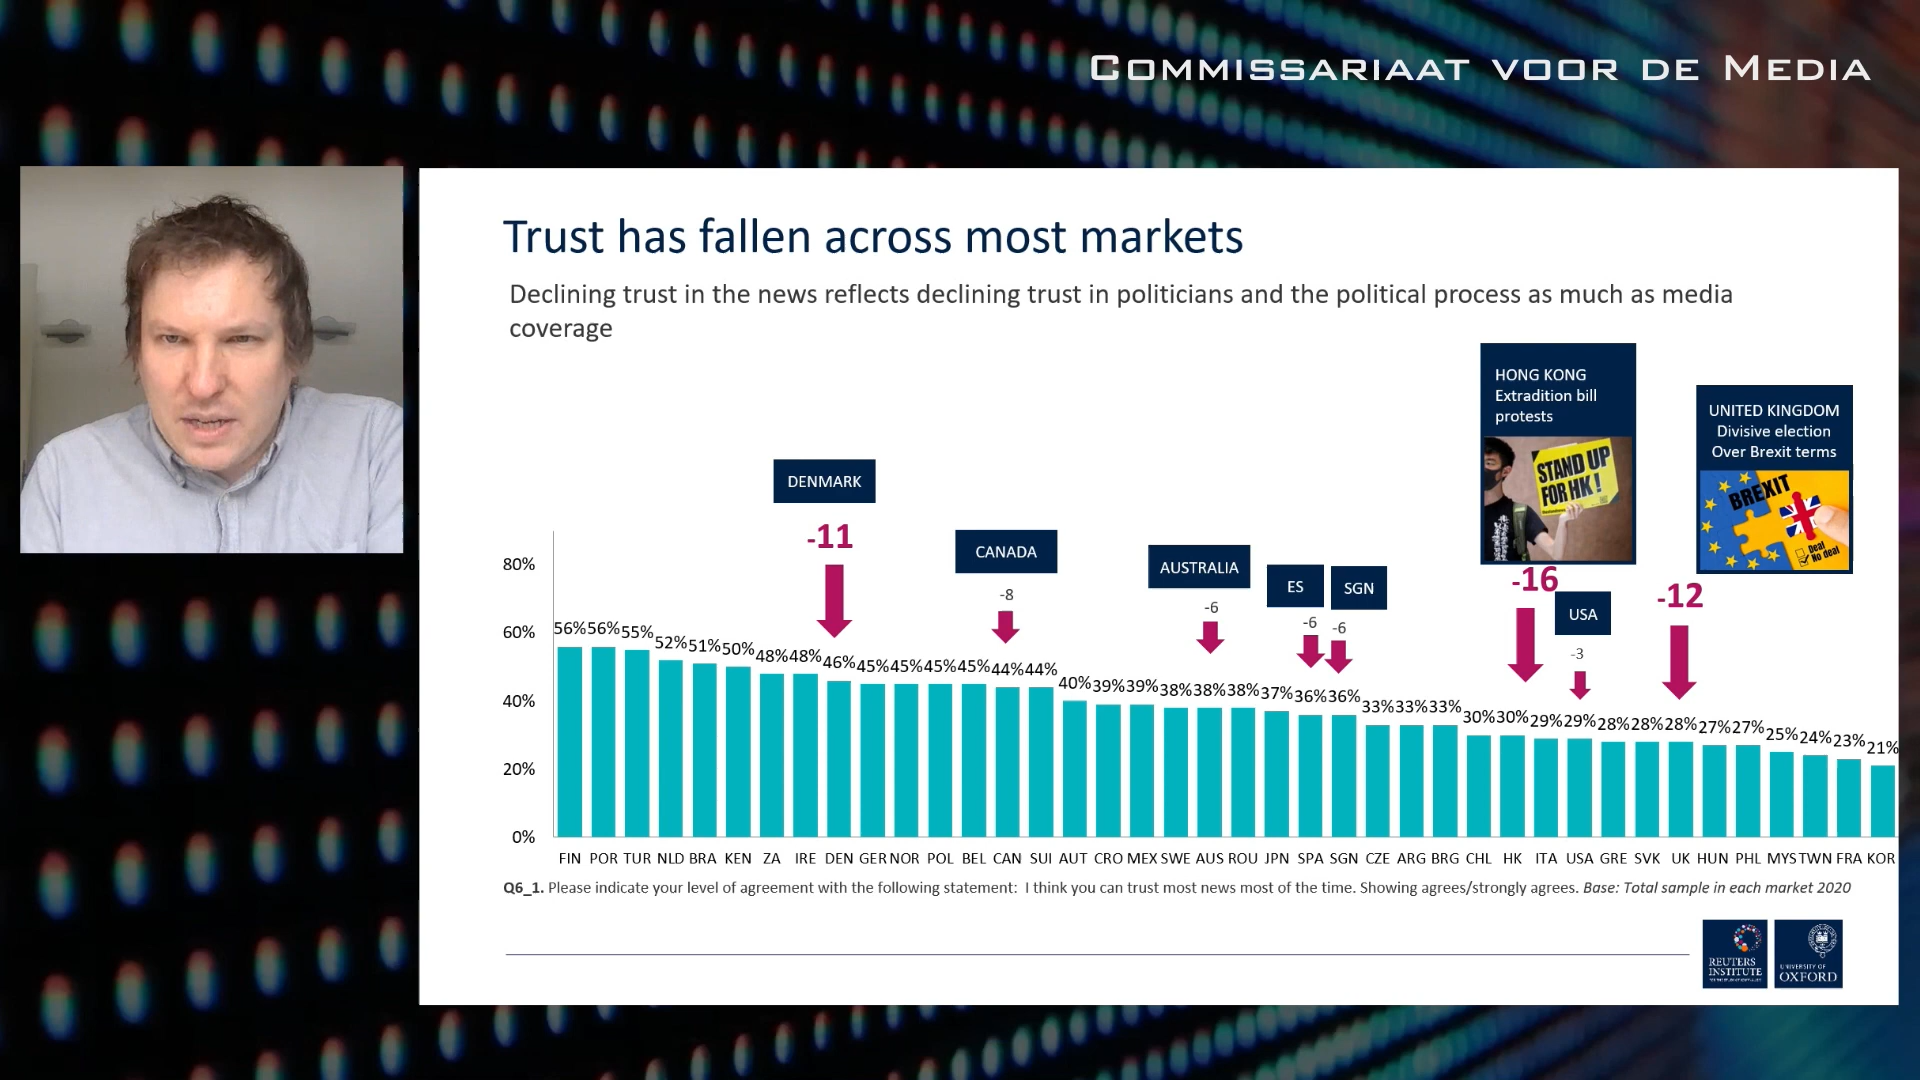 COMMISSARIAAT VOOR DE MEDIA
Trust has fallen across most markets
Declining trust in the news reflects declining trust in politicians and the political process as much as media
coverage
HONG KONG
Extradition bill
protests
STAND UP
FOR HK!
UNITED KINGDOM
Divisive election
Over Brexit terms
BREXIT
Deal
No deal
DENMARK
-11
CANADA
-8
AUSTRALIA
-6
ES
-6
SGN
-6
-16
USA
-3
-12
80%
60%
40%
20%
0%
56% 56% 55% 52% 51% 50% 48% 48% 46% 45% 45% 45% 45% 44% 44% 40% 39% 39% 38% 38% 38% 37% 36% 36% 33% 33% 33% 30% 30% 29% 29% 28% 28% 28% 27% 27% 25% 24% 23% 21%
FIN POR TUR NLD BRA KEN ZA IRE DEN GER NOR POL BEL CAN SUI AUT CRO MEX SWE AUS ROU JPN SPA SGN CZE ARG BRG CHL HK ITA USA GRE SVK UK HUN PHL MYS TWN FRA KOR
Q6_1. Please indicate your level of agreement with the following statement: I think you can trust most news most of the time. Showing agrees/strongly agrees. Base: Total sample in each market 2020
REUTERS
INSTITUTE
UNIVERSITY OF
OXFORD